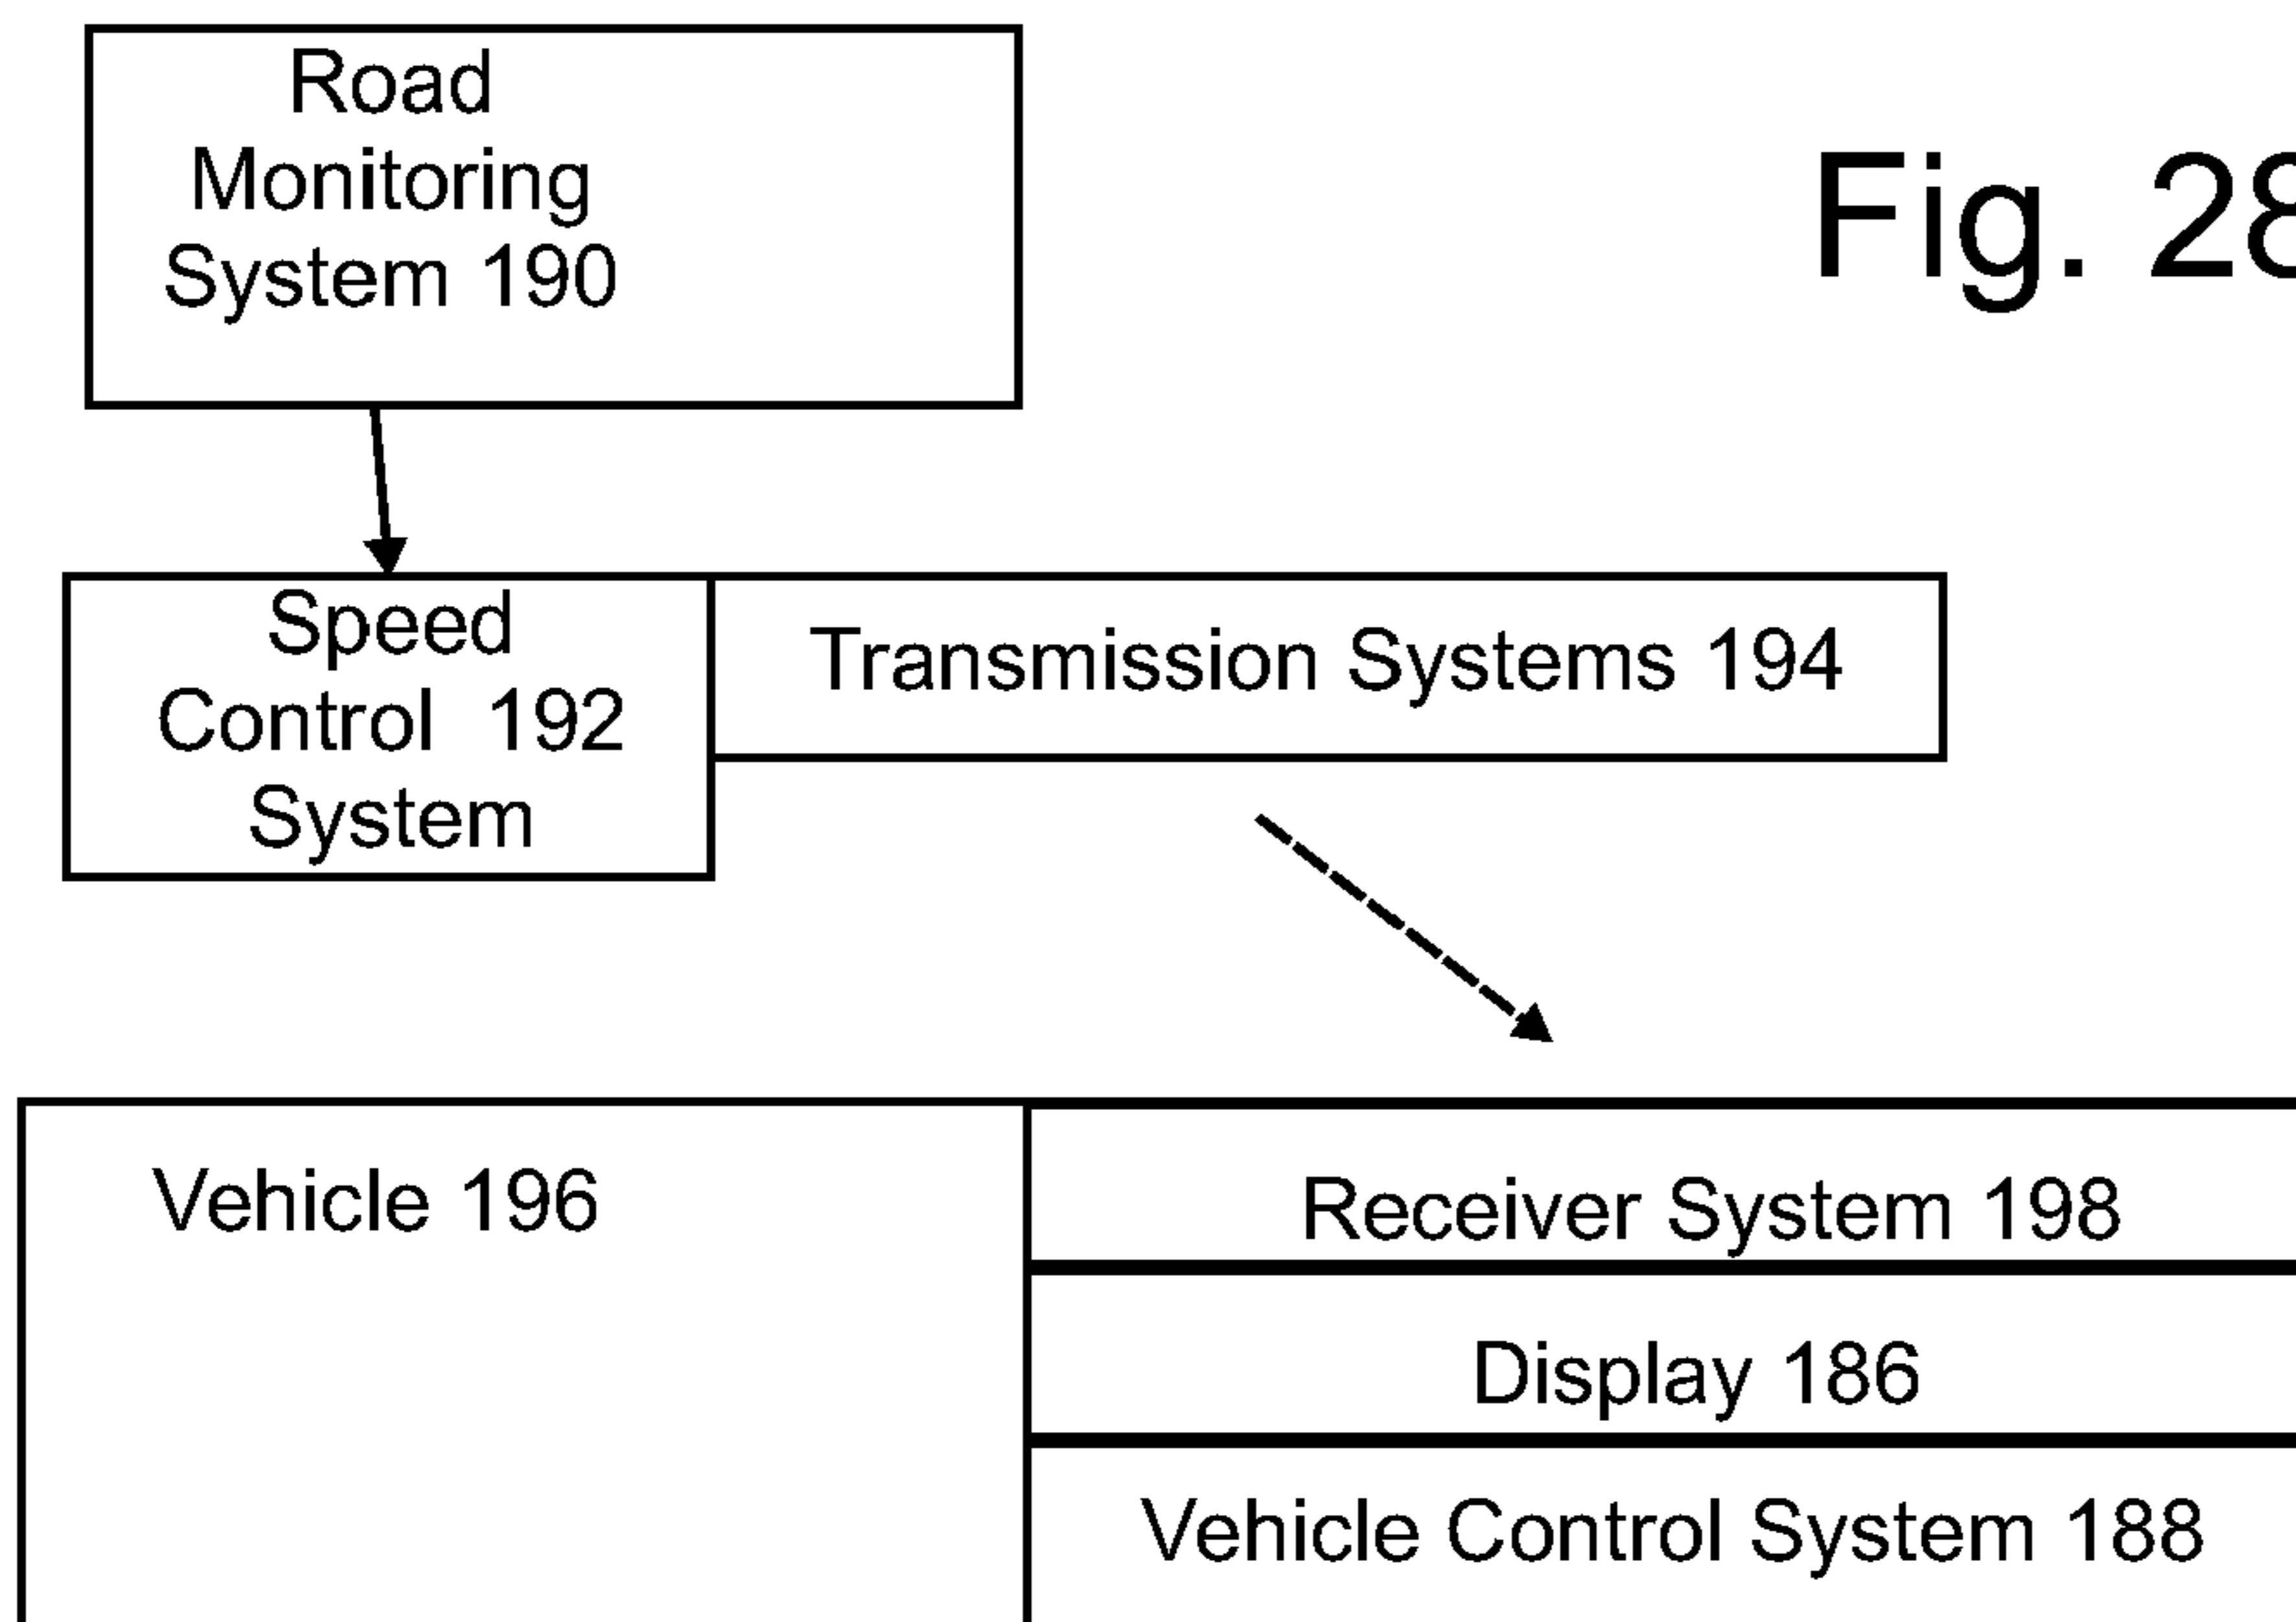 Road
Monitoring
System 190
Fig. 28
Speed
Control 192
System
Transmission Systems 194
Vehicle 196
Receiver System 198
Display 186
Vehicle Control System 188